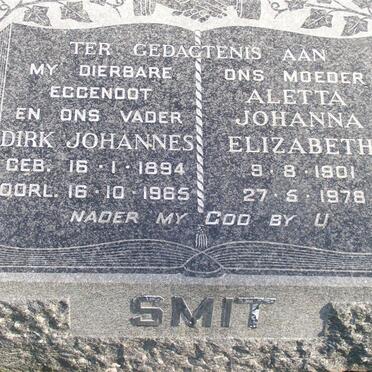 TER GEDACTENIS AAN
MY DIERBARE
EGGENOOT
EN ONS VADER
DIRK JOHANNES
GEB. 16·1·1894
OORL. 16·10·1965
ONS MOEDER
ALETTA
JOHANNA
ELIZABETH
9·8·1901
27·5·1978
NADER MY GOD BY U
SMIT